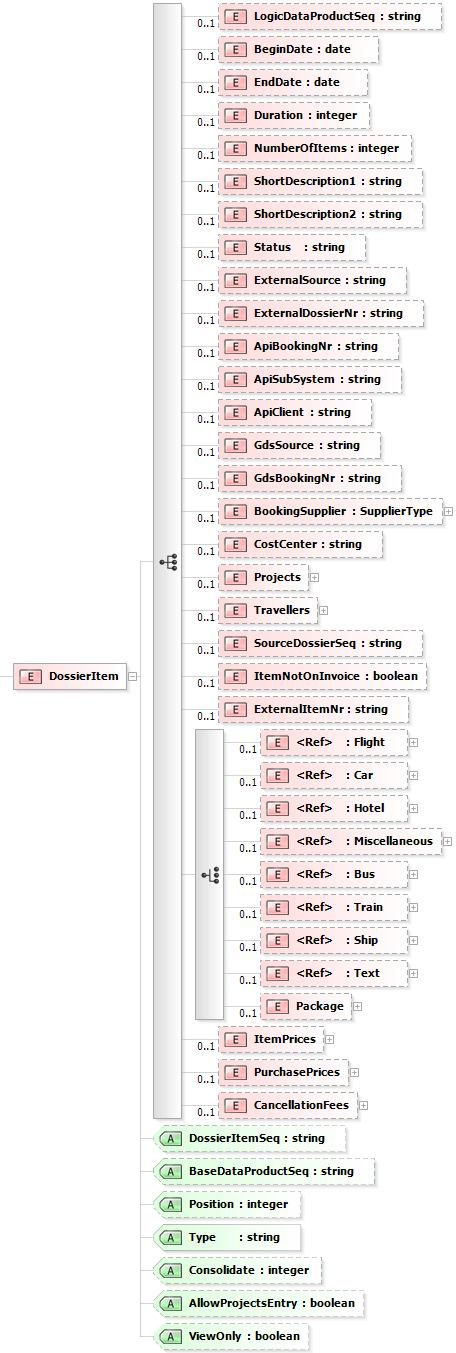 E LogicDataProductSeq : string
0..1
E BeginDate : date
0..1
E EndDate : date
0..1
E Duration : integer
0..1
E NumberOfItems : integer
0..1
E ShortDescription1 : string
0..1
E ShortDescription2 : string
0..1
E Status : string
0..1
E ExternalSource : string
0..1
E ExternalDossierNr : string
0..1
E ApiBookingNr : string
0..1
E ApiSubSystem : string
0..1
E ApiClient : string
0..1
E GdsSource : string
0..1
E GdsBookingNr : string
0..1
E BookingSupplier : SupplierType
0..1
E CostCenter : string
0..1
E Projects
0..1
E Travellers
0..1
E SourceDossierSeq : string
0..1
E DossierItem
E ItemNotOnInvoice : boolean
0..1
E ExternalItemNr : string
0..1
E <Ref> : Flight
0..1
E <Ref> : Car
0..1
E <Ref> : Hotel
0..1
E <Ref> : Miscellaneous
0..1
E <Ref> : Bus
0..1
E <Ref> : Train
0..1
E <Ref> : Ship
0..1
E <Ref> : Text
0..1
E Package
0..1
E ItemPrices
0..1
E PurchasePrices
0..1
E CancellationFees
0..1
A DossierItemSeq : string
A BaseDataProductSeq : string
A Position : integer
A Type : string
A Consolidate : integer
A AllowProjectsEntry : boolean
A ViewOnly : boolean